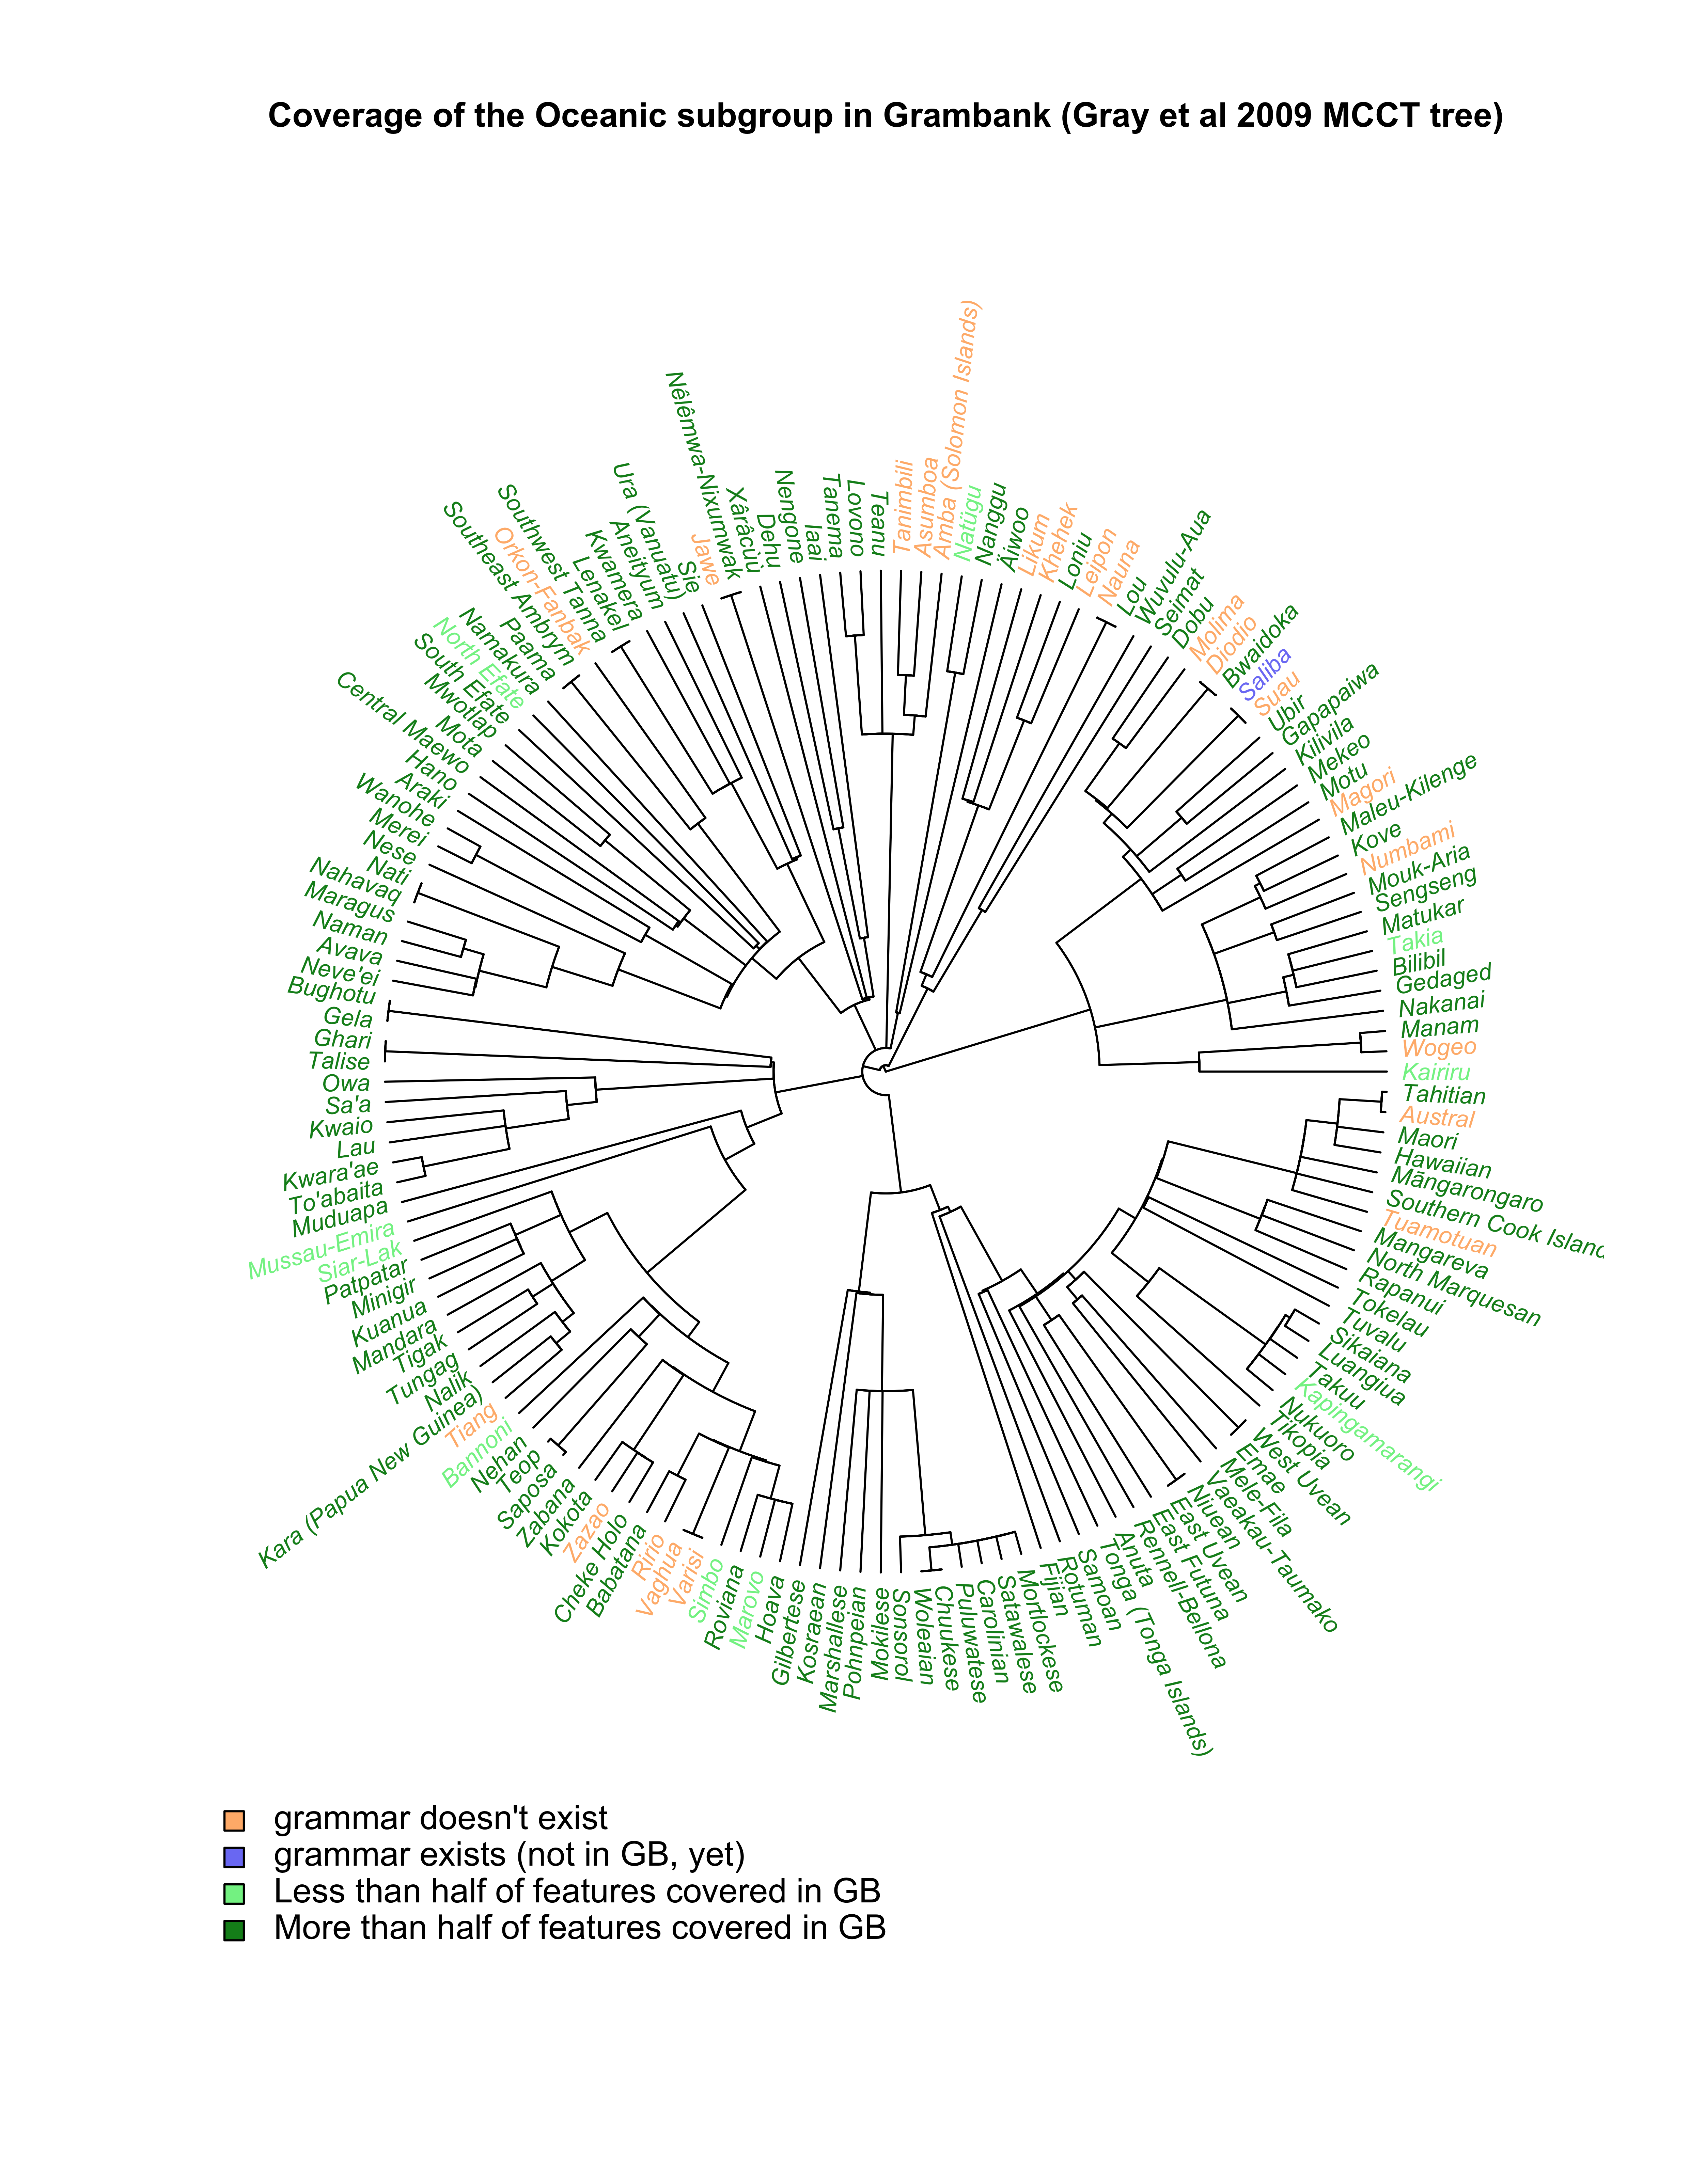 Coverage of the Oceanic subgroup in Grambank (Gray et al 2009 MCCT tree)
Nêlêmwa-Nixumwak
Xârâcùù
Dehu
Nengone
Iaai
Tanema
Lovono
Teanu
Tanimbili
Asumboa
Amba (Solomon Islands)
Natügu
Nanggu
Äiwoo
Likum
Khehek
Loniu
Leipon
Nauna
Lou
Wuvulu-Aua
Seimat
Dobu
Molima
Diodio
Bwaidoka
Saliba
Suau
Ubir
Gapapaiwa
Kilivila
Mekeo
Motu
Magori
Maleu-Kilenge
Kove
Numbami
Mouk-Aria
Sengseng
Matukar
Takia
Bilibil
Gedaged
Nakanai
Manam
Wogeo
Kairiru
Tahitian
Austral
Maori
Hawaiian
Māngarongaro
Southern Cook Islanc
Tuamotuan
Mangareva
North Marquesan
Rapanui
Tokelau
Tuvalu
Sikaiana
Luangiua
Takuu
Kapingamarangi
Nukuoro
Tikopia
West Uvean
Emae
Mele-Fila
Vaeakau-Taumako
Niuean
East Uvean
East Futuna
Rennell-Bellona
Anuta
Tonga (Tonga Islands)
Samoan
Rotuman
Fijian
Mortlockese
Satawalese
Carolinian
Puluwatese
Chuukese
Woleaian
Sonsorol
Mokilese
Pohnpeian
Marshallese
Kosraean
Gilbertese
Hoava
Marovo
Roviana
Simbo
Varisi
Vaghua
Ririo
Babatana
Cheke Holo
Zazao
Kokota
Zabana
Saposa
Teop
Nehan
Bannoni
Tiang
Kara (Papua New Guinea)
Nalik
Tungag
Tigak
Mandara
Kuanua
Minigir
Patpatar
Siar-Lak
Mussau-Emira
Muduapa
To'abaita
Kwara'ae
Lau
Kwaio
Sa'a
Owa
Talise
Ghari
Gela
Bughotu
Neve'ei
Avava
Naman
Maragus
Nahavaq
Nati
Nese
Merei
Wanohe
Araki
Hano
Central Maewo
Mota
Mwotlap
South Efate
North Efate
Namakura
Paama
Southeast Ambrym
Orkon-Fanbak
Southwest Tanna
Lenakel
Kwamera
Aneityum
Ura (Vanuatu)
Sie
Jawe
grammar doesn't exist
grammar exists (not in GB, yet)
Less than half of features covered in GB
More than half of features covered in GB